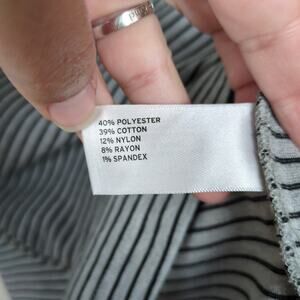 40% POLYESTER
39% COTTON
12% NYLON
8% RAYON
1% SPANDEX